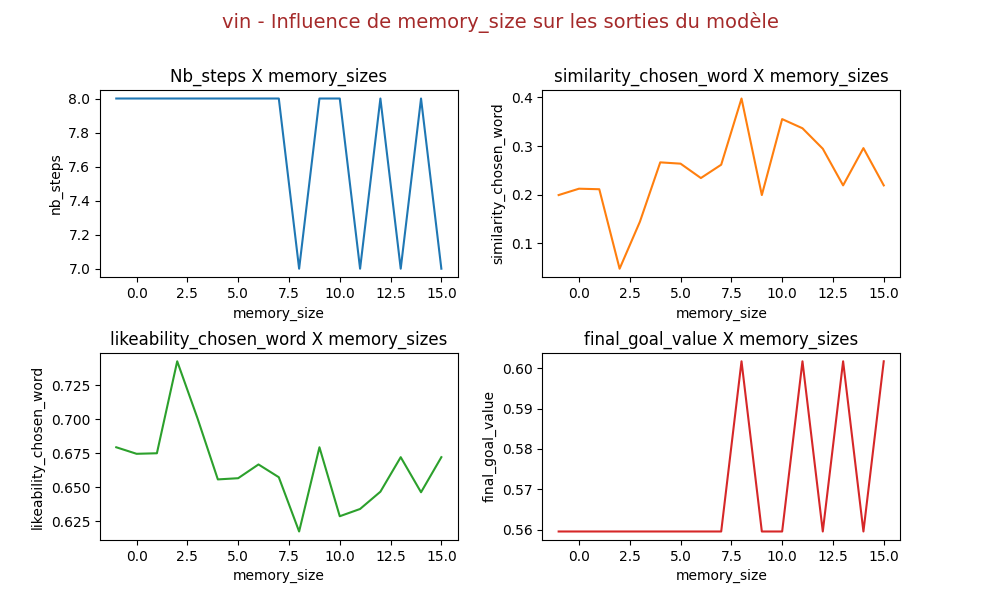 vin - Influence de memory_size sur les sorties du modèle
Nb_steps X memory_sizes
nb_steps
8.0
7.8
7.6
7.4
7.2
7.0
0.0 2.5 5.0 7.5 10.0 12.5 15.0
memory_size
similarity_chosen_word X memory_sizes
similarity_chosen_word
0.4
0.3
0.2
0.1
0.0 2.5 5.0 7.5 10.0 12.5 15.0
memory_size
likeability_chosen_word X memory_sizes
likeability_chosen_word
0.725
0.700
0.675
0.650
0.625
0.0 2.5 5.0 7.5 10.0 12.5 15.0
memory_size
final_goal_value X memory_sizes
final_goal_value
0.60
0.59
0.58
0.57
0.56
0.0 2.5 5.0 7.5 10.0 12.5 15.0
memory_size